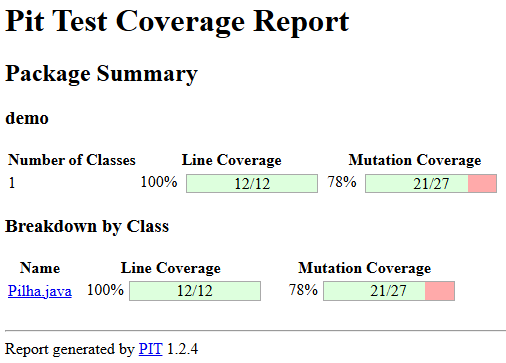 Pit Test Coverage Report
Package Summary
demo
Number of Classes Line Coverage Mutation Coverage
1 100% 12/12 78% 21/27
Breakdown by Class
Name Line Coverage Mutation Coverage
Pilha.java 100% 12/12 78% 21/27
Report generated by PIT 1.2.4